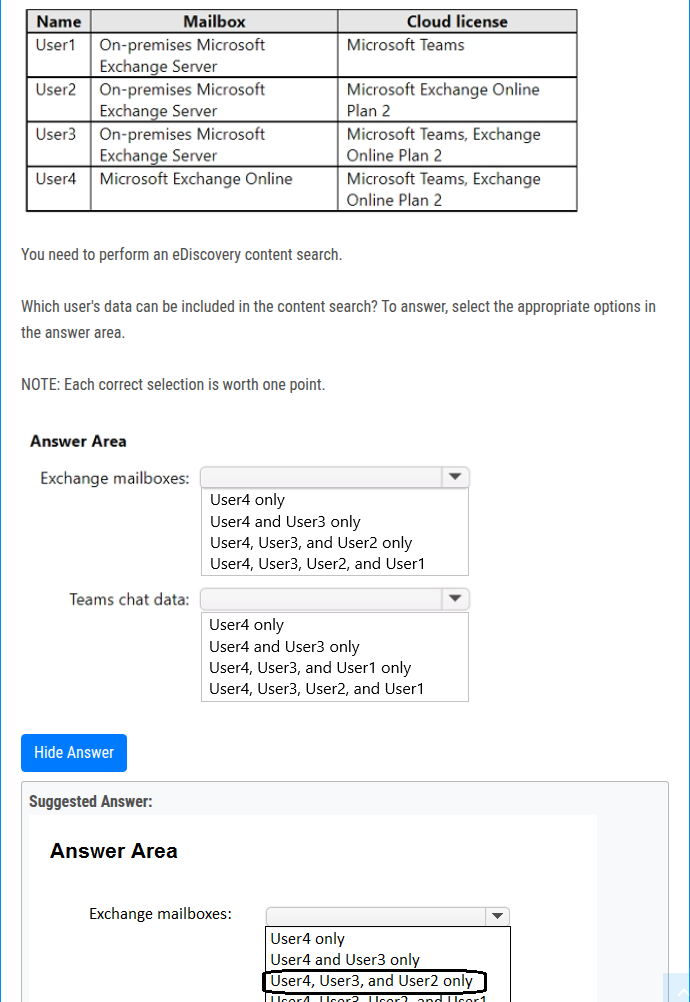 Name Mailbox Cloud license
User1 On-premises Microsoft Microsoft Teams
Exchange Server
User2 On-premises Microsoft Microsoft Exchange Online
Exchange Server Plan 2
User3 On-premises Microsoft Microsoft Teams, Exchange
Exchange Server Online Plan 2
User4 Microsoft Exchange Online Microsoft Teams, Exchange
Online Plan 2
You need to perform an eDiscovery content search.
Which user's data can be included in the content search? To answer, select the appropriate options in
the answer area.
NOTE: Each correct selection is worth one point.
Answer Area
Exchange mailboxes:
User4 only
User4 and User3 only
User4, User3, and User2 only
User4, User3, User2, and User1
Teams chat data:
User4 only
User4 and User3 only
User4, User3, and User1 only
User4, User3, User2, and User1
Hide Answer
Suggested Answer:
Answer Area
Exchange mailboxes:
User4 only
User4 and User3 only
User4, User3, and User2 only
User4, User3, User2, and User1